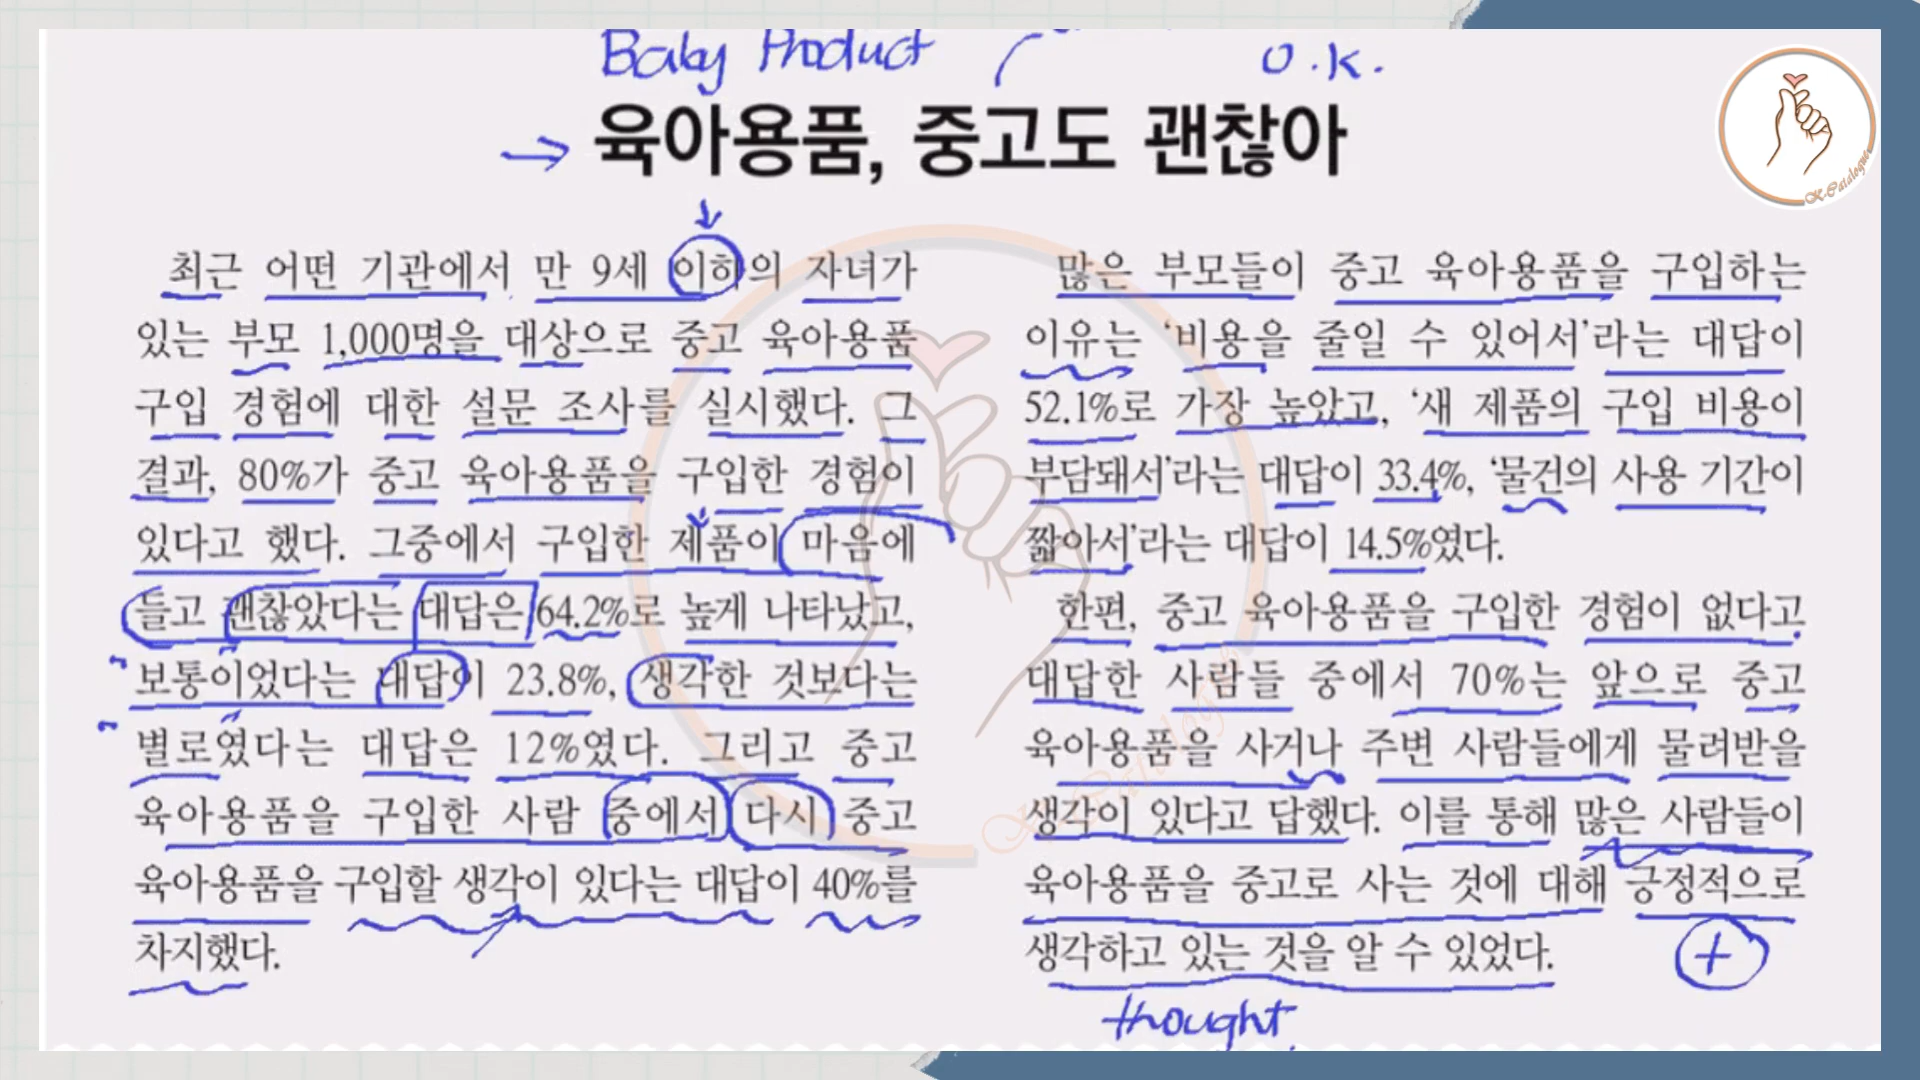 Baby Product
O.K.
육아용품, 중고도 괜찮아
최근 어떤 기관에서 만 9세 이하의 자녀가
있는 부모 1,000명을 대상으로 중고 육아용품
구입 경험에 대한 설문 조사를 실시했다. 그
결과, 80%가 중고 육아용품을 구입한 경험이
있다고 했다. 그중에서 구입한 제품이 마음에
들고 괜찮았다는 대답은 64.2%로 높게 나타났고,
보통이었다는 대답이 23.8%, 생각한 것보다는
별로였다는 대답은 12%였다. 그리고 중고
육아용품을 구입한 사람 중에서 다시 중고
육아용품을 구입할 생각이 있다는 대답이 40%를
차지했다.
많은 부모들이 중고 육아용품을 구입하는
이유는 ‘비용을 줄일 수 있어서’라는 대답이
52.1%로 가장 높았고, ‘새 제품의 구입 비용이
부담돼서’라는 대답이 33.4%, ‘물건의 사용 기간이
짧아서’라는 대답이 14.5%였다.
한편, 중고 육아용품을 구입한 경험이 없다고
대답한 사람들 중에서 70%는 앞으로 중고
육아용품을 사거나 주변 사람들에게 물려받을
생각이 있다고 답했다. 이를 통해 많은 사람들이
육아용품을 중고로 사는 것에 대해 긍정적으로
생각하고 있는 것을 알 수 있었다.
+
thought
K-Catalogue